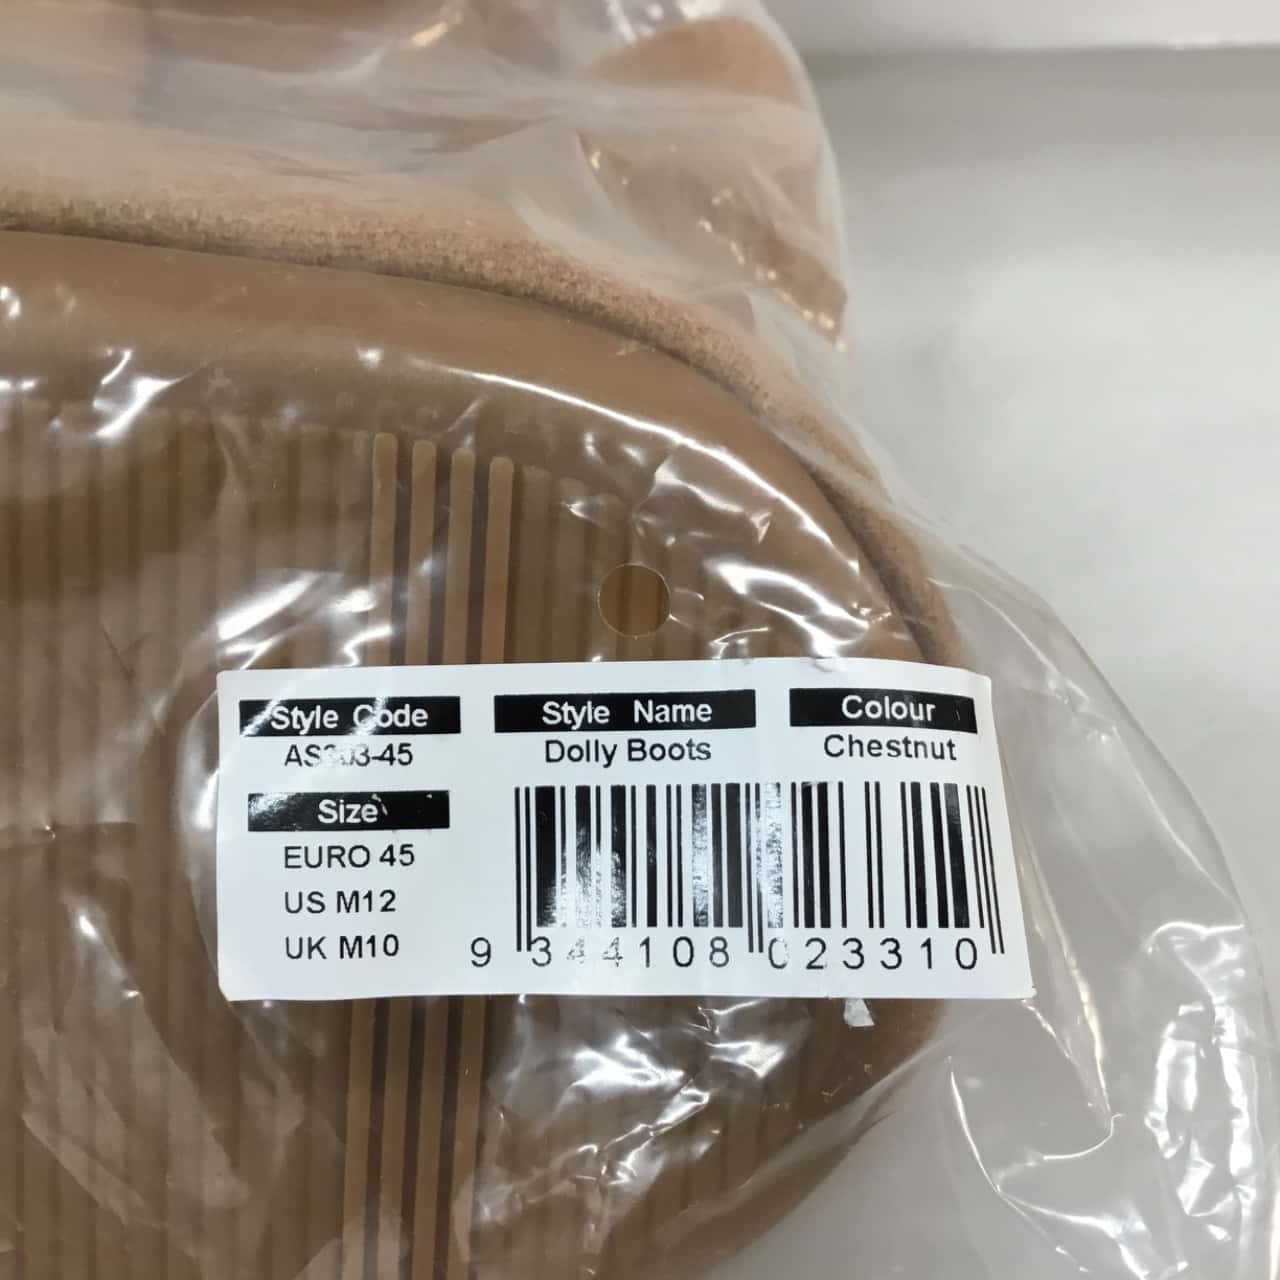 Style Code
Style Name
Colour
Dolly Boots
Chestnut
Size
EURO 45
US M12
UK M10
9 344108 023310